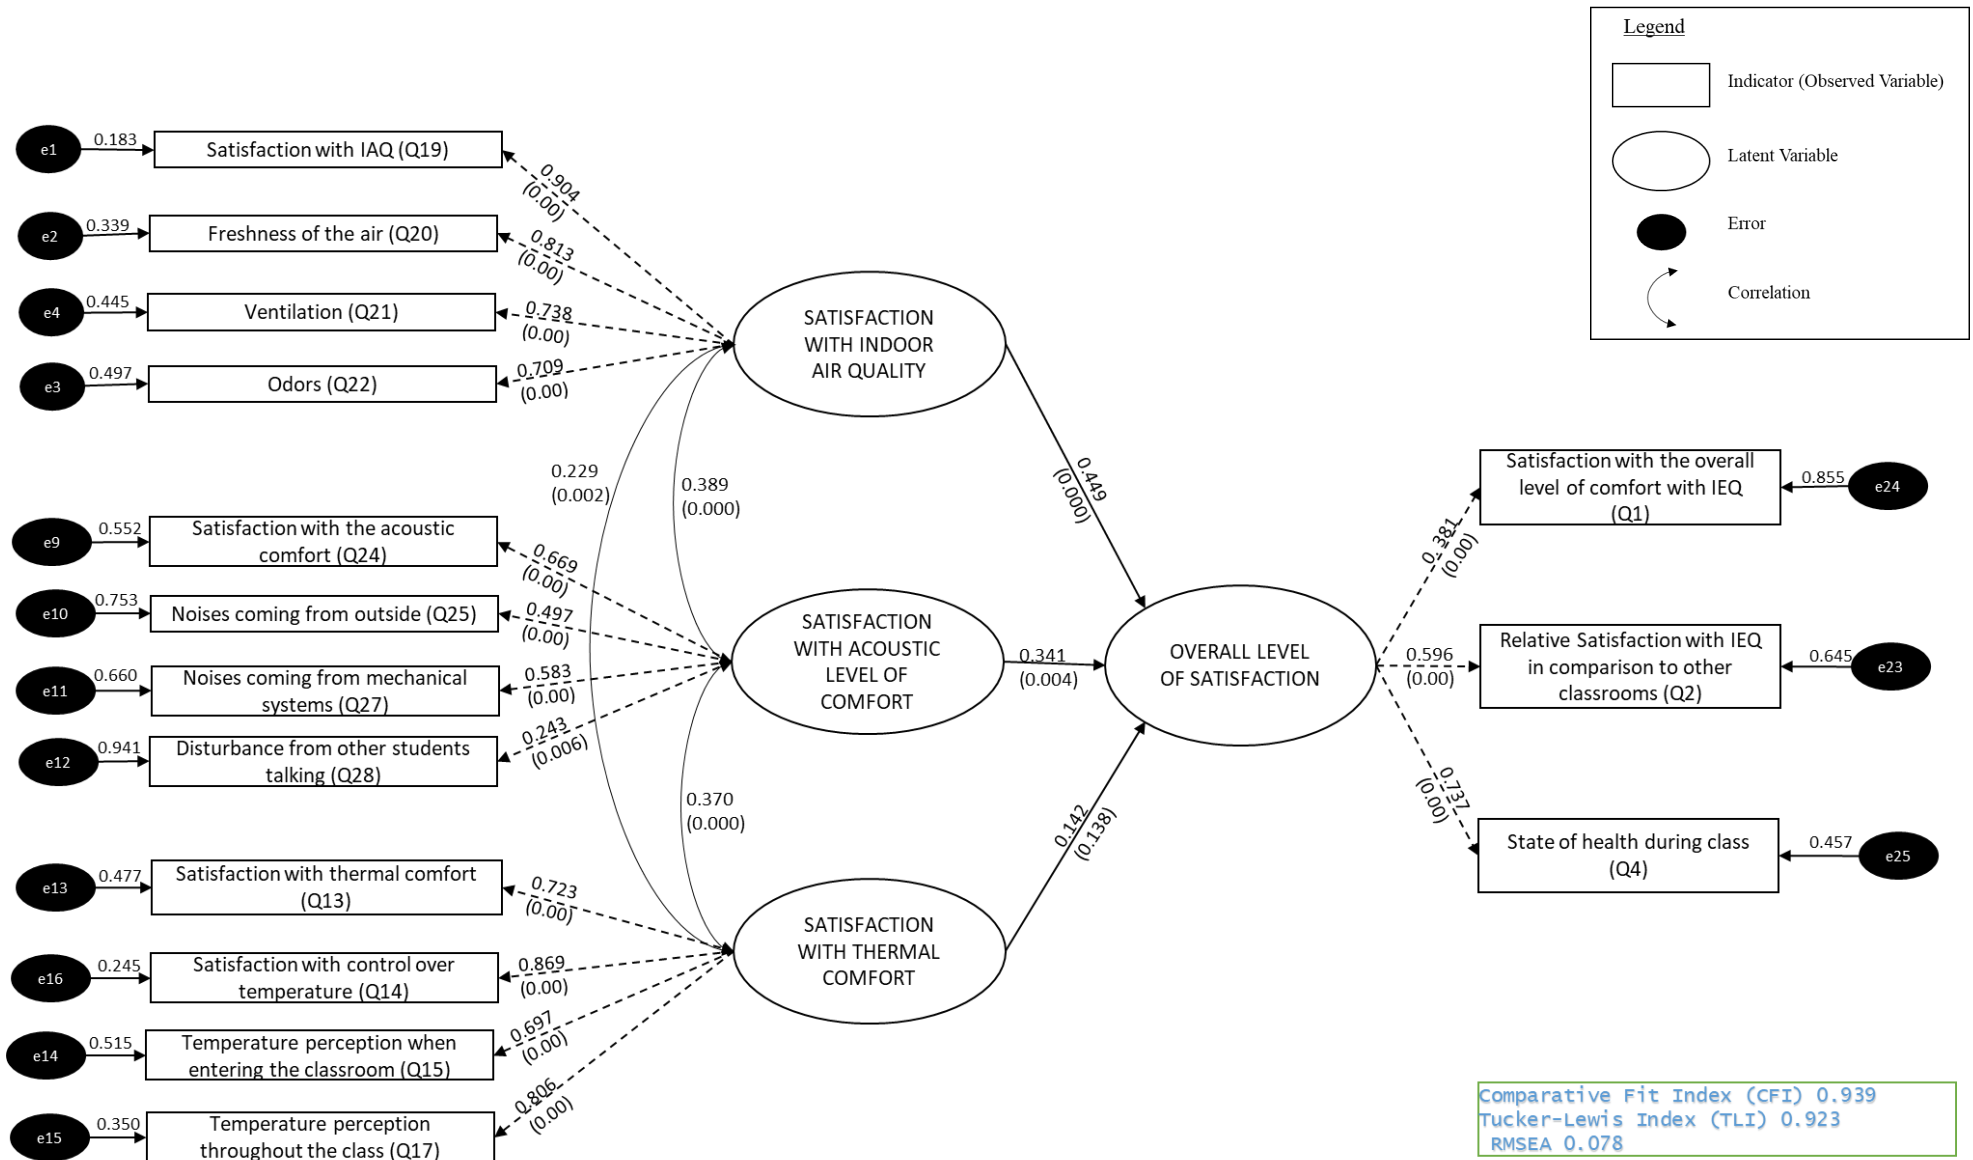 Legend
Indicator (Observed Variable)
Latent Variable
Error
Correlation
e1
0.183
Satisfaction with IAQ (Q19)
0.904
(0.00)
e2
0.339
Freshness of the air (Q20)
0.813
(0.00)
e4
0.445
Ventilation (Q21)
0.738
(0.00)
e3
0.497
Odors (Q22)
0.709
(0.00)
SATISFACTION
WITH INDOOR
AIR QUALITY
0.229
(0.002)
0.389
(0.000)
0.449
(0.000)
e9
0.552
Satisfaction with the acoustic
comfort (Q24)
0.669
(0.00)
e10
0.753
Noises coming from outside (Q25)
0.497
(0.00)
e11
0.660
Noises coming from mechanical
systems (Q27)
0.583
(0.00)
e12
0.941
Disturbance from other students
talking (Q28)
0.243
(0.006)
SATISFACTION
WITH ACOUSTIC
LEVEL OF
COMFORT
0.341
(0.004)
0.370
(0.000)
OVERALL LEVEL
OF SATISFACTION
0.381
(0.00)
Satisfaction with the overall
level of comfort with IEQ
(Q1)
0.855
e24
0.596
(0.00)
Relative Satisfaction with IEQ
in comparison to other
classrooms (Q2)
0.645
e23
0.737
(0.00)
State of health during class
(Q4)
0.457
e25
e13
0.477
Satisfaction with thermal comfort
(Q13)
0.723
(0.00)
e16
0.245
Satisfaction with control over
temperature (Q14)
0.869
(0.00)
e14
0.515
Temperature perception when
entering the classroom (Q15)
0.697
(0.00)
e15
0.350
Temperature perception
throughout the class (Q17)
0.806
(0.00)
SATISFACTION
WITH THERMAL
COMFORT
0.142
(0.138)
Comparative Fit Index (CFI) 0.939
Tucker-Lewis Index (TLI) 0.923
RMSEA 0.078